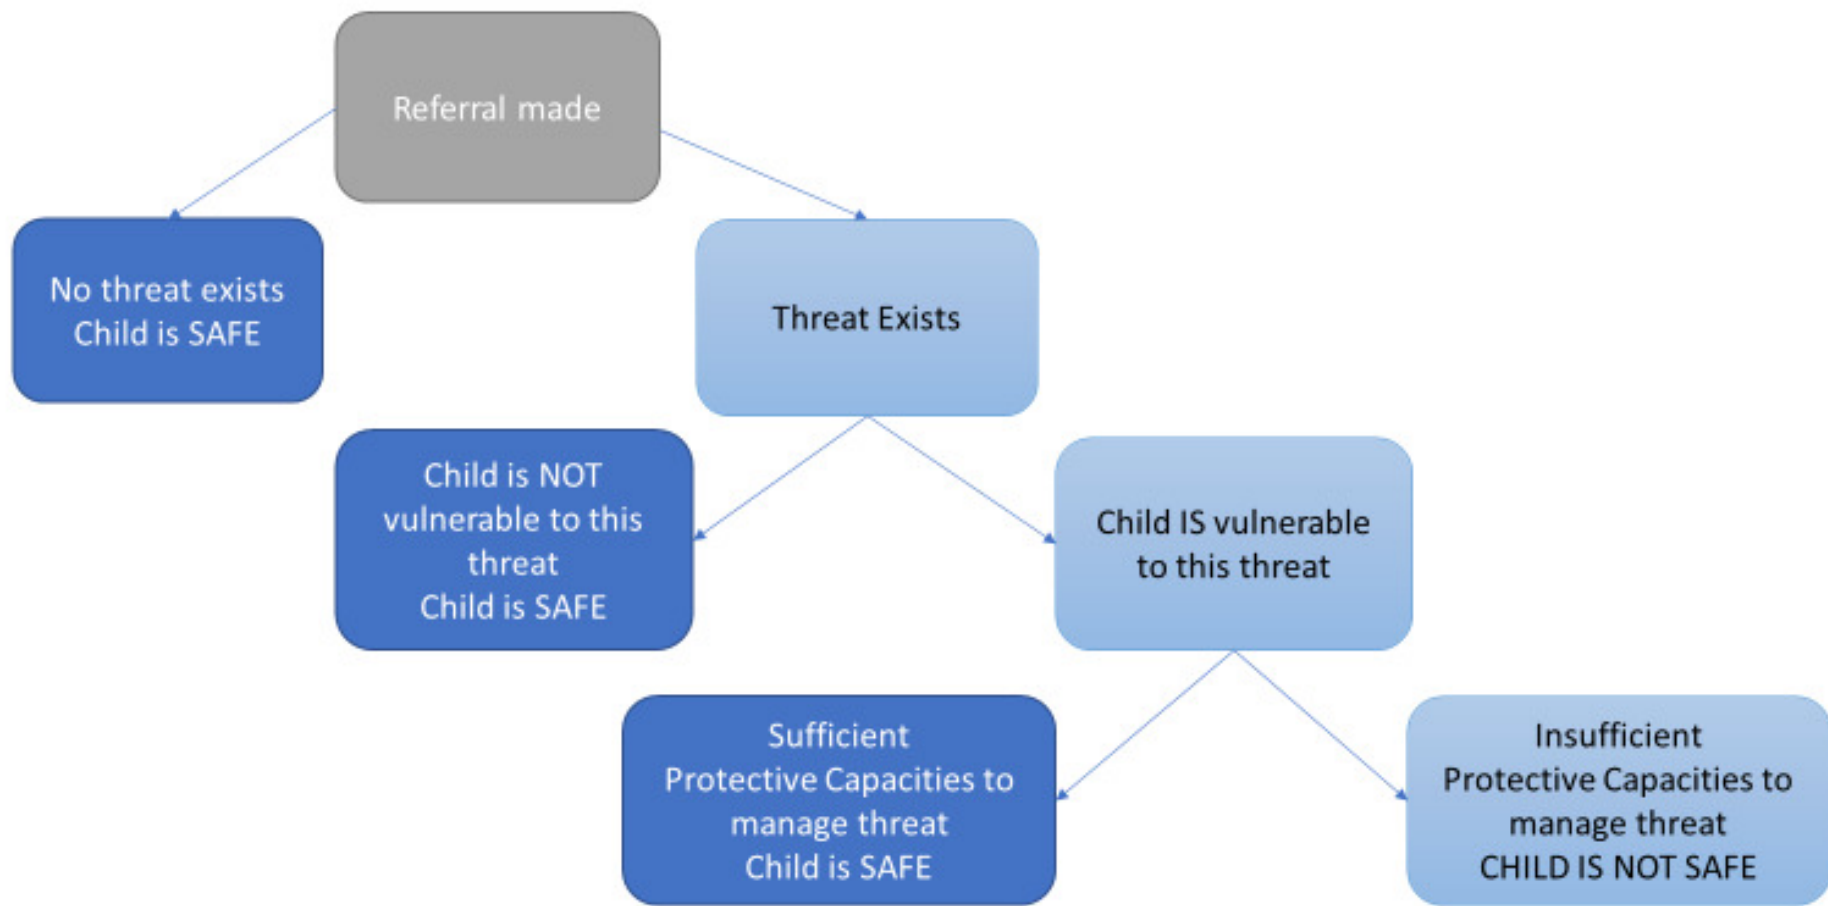 Referral made
No threat exists
Child is SAFE
Threat Exists
Child is NOT
vulnerable to this
threat
Child is SAFE
Child IS vulnerable
to this threat
Sufficient
Protective Capacities to
manage threat
Child is SAFE
Insufficient
Protective Capacities to
manage threat
CHILD IS NOT SAFE